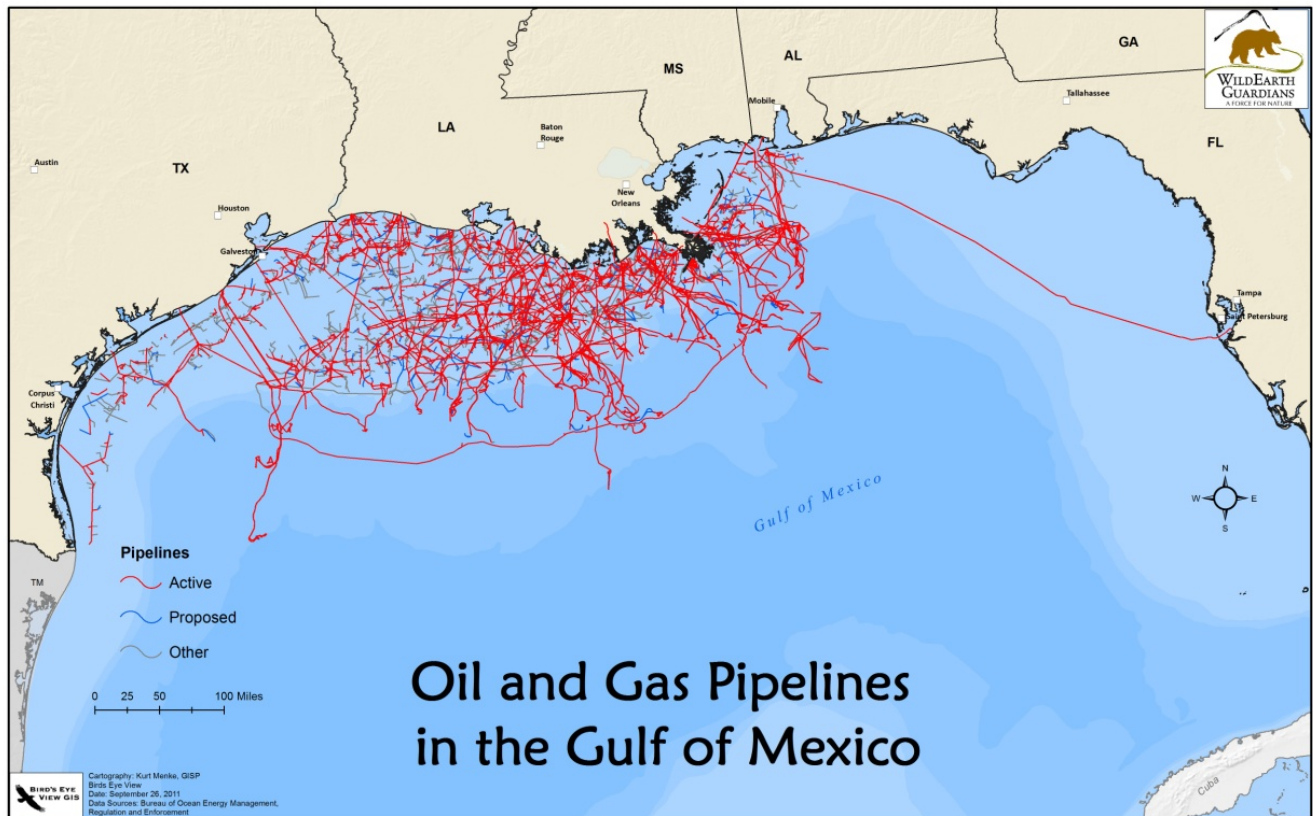 WILDEARTH
GUARDIANS
A FORCE FOR NATURE
GA
AL
MS
Mobile
Tallahassee
LA
Baton
Rouge
FL
Austin
TX
New
Orleans
Houston
Galveston
Tampa
Saint Petersburg
Corpus
Christi
N
W
E
S
Gulf of Mexico
Pipelines
Active
TM
Proposed
Other
0 25 50 100 Miles
Oil and Gas Pipelines
in the Gulf of Mexico
Cuba
BIRD'S EYE
VIEW GIS
Cartography: Kurt Menke, GISP
Birds Eye View
Date: September 26, 2011
Data Sources: Bureau of Ocean Energy Management,
Regulation and Enforcement